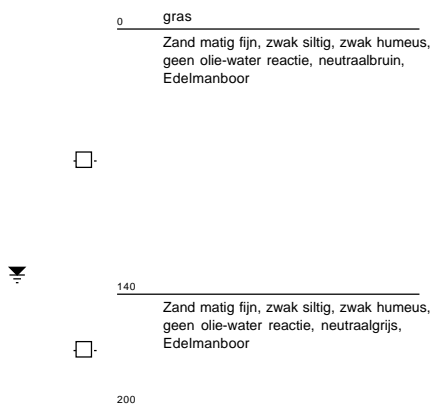 0 gras
Zand matig fijn, zwak siltig, zwak humeus,
geen olie-water reactie, neutraalbruin,
Edelmanboor
140
Zand matig fijn, zwak siltig, zwak humeus,
geen olie-water reactie, neutraalgrijs,
Edelmanboor
200